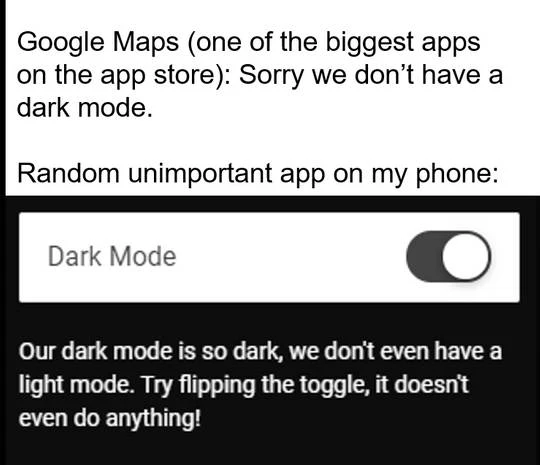 Google Maps (one of the biggest apps
on the app store): Sorry we don’t have a
dark mode.
Random unimportant app on my phone:
Dark Mode
Our dark mode is so dark, we don't even have a
light mode. Try flipping the toggle, it doesn't
even do anything!